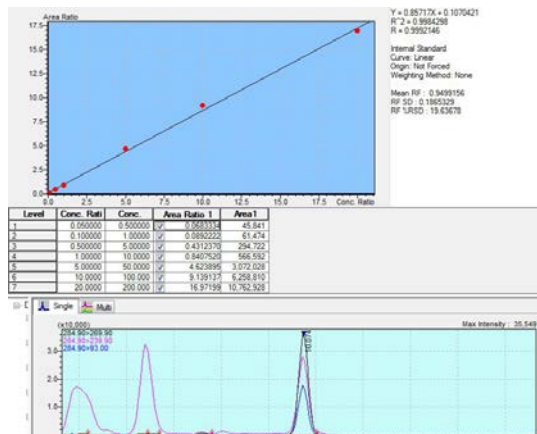 Area Ratio
17.5
15.0
12.5
10.0
7.5
5.0
2.5
0.0
0.0 2.5 5.0 7.5 10.0 12.5 15.0 17.5 Conc. Ratio
Y = 0.85717X + 0.1070421
R^2 = 0.9984298
R = 0.9992146
Internal Standard
Curve: Linear
Origin: Not Forced
Weighting Method: None
Mean RF : 0.9499156
RF SD : 0.1865329
RF %RSD : 19.63678
Level Conc. Rati Conc. Area Ratio 1 Area1
1 0.050000 0.500000 0.0683334 45,841
2 0.100000 1.00000 0.0892222 61,474
3 0.500000 5.00000 0.4312370 294,722
4 1.00000 10.0000 0.8407520 566,592
5 5.00000 50.0000 4.623895 3,072,028
6 10.0000 100.000 9.139137 6,258,810
7 20.0000 200.000 16.97199 10,762,928
Single Multi
(x10,000)
Max Intensity : 35,549
284.90>269.90
284.90>239.90
284.90>93.00
3.0
2.0
1.0